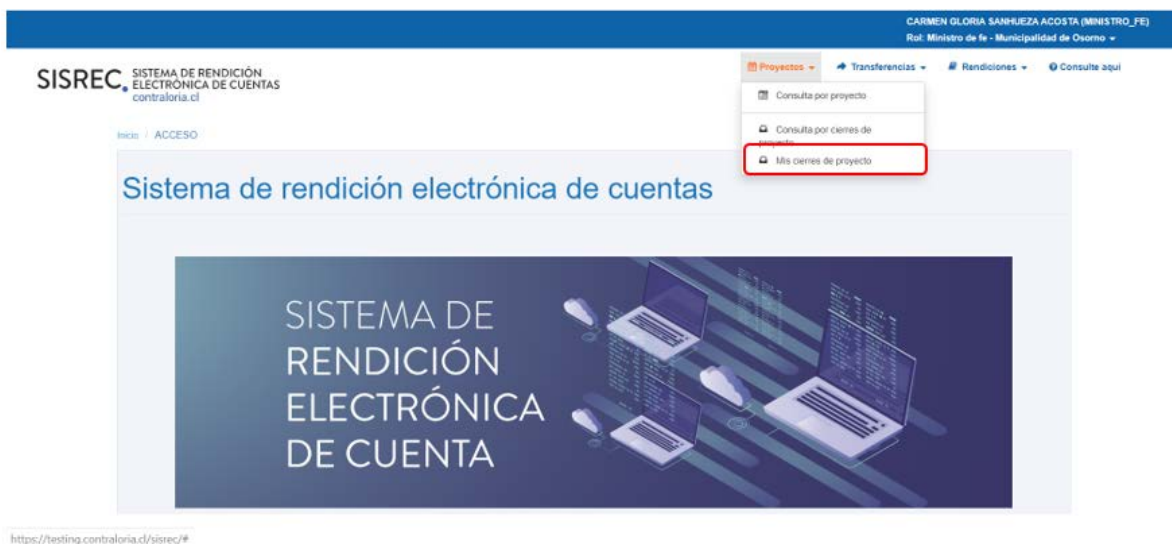 CARMEN GLORIA SANHUEZA ACOSTA (MINISTRO_FE)
Rol: Ministro de fe - Municipalidad de Osorno
SISREC. SISTEMA DE RENDICIÓN
ELECTRÓNICA DE CUENTAS
contraloria.cl
Proyectos Transferencias Rendiciones Consulte aquí
Consulta por proyecto
Consulta por cierres de
proyecto
Mis cierres de proyecto
Inicio / ACCESO
Sistema de rendición electrónica de cuentas
SISTEMA DE
RENDICIÓN
ELECTRÓNICA
DE CUENTA
https://testing.contraloria.cl/sisrec/#